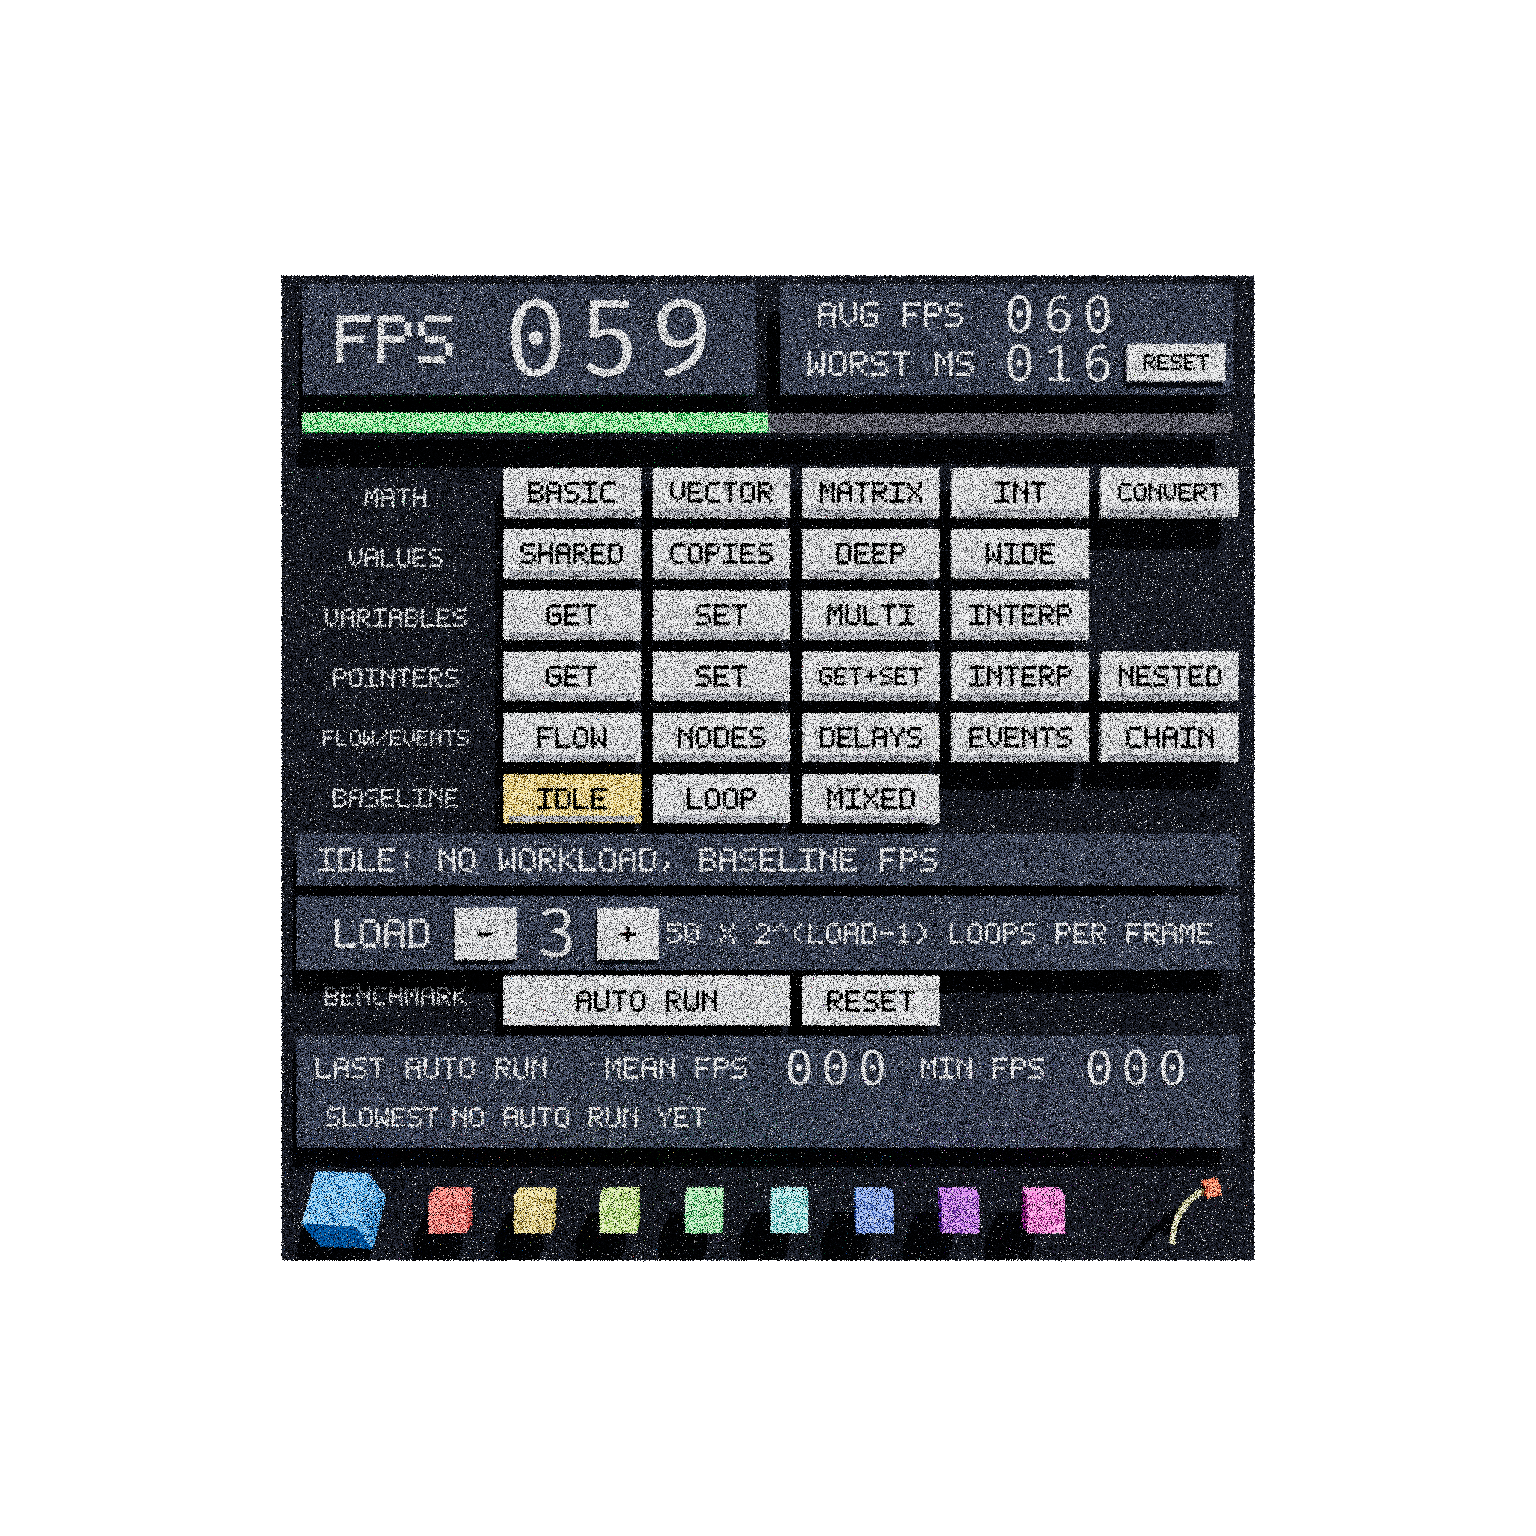 FPS 059
AVG FPS 060
WORST MS 016 RESET
MATH BASIC VECTOR MATRIX INT CONVERT
VALUES SHARED COPIES DEEP WIDE
VARIABLES GET SET MULTI INTERP
POINTERS GET SET GET+SET INTERP NESTED
FLOW/EVENTS FLOW NODES DELAYS EVENTS CHAIN
BASELINE IDLE LOOP MIXED
IDLE: NO WORKLOAD, BASELINE FPS
LOAD - 3 + 50 X 2^(LOAD-1) LOOPS PER FRAME
BENCHMARK AUTO RUN RESET
LAST AUTO RUN MEAN FPS 000 MIN FPS 000
SLOWEST NO AUTO RUN YET